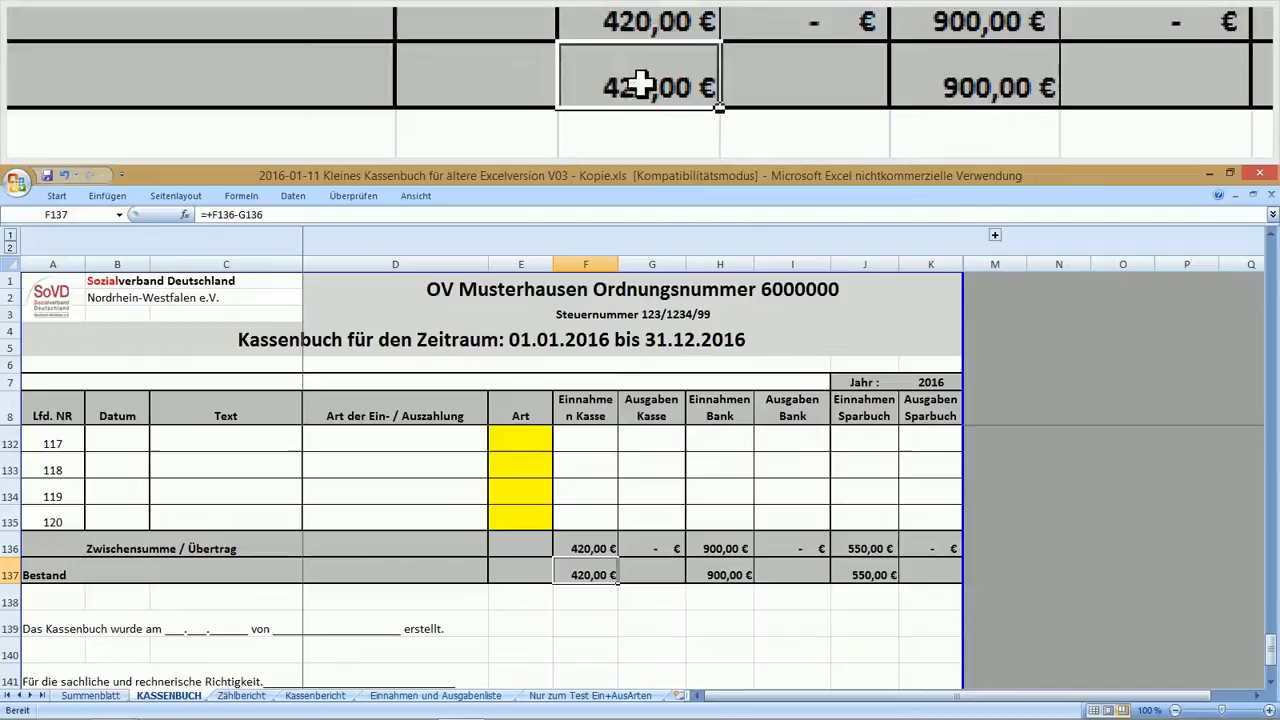 420,00 € - € 900,00 € - €
420,00 € 900,00 €
2016-01-11 Kleines Kassenbuch für ältere Excelversion V03 - Kopie.xls [Kompatibilitätsmodus] - Microsoft Excel nichtkommerzielle Verwendung
Start Einfügen Seitenlayout Formeln Daten Überprüfen Ansicht
F137 fx =+F136-G136
1
2
A B C D E F G H I J K M N O P Q
1 Sozialverband Deutschland
SoVD
Sozialverband
Deutschland
2 Nordrhein-Westfalen e.V.
OV Musterhausen Ordnungsnummer 6000000
3 Steuernummer 123/1234/99
4
Kassenbuch für den Zeitraum: 01.01.2016 bis 31.12.2016
5
6
7 Jahr : 2016
8 Lfd. NR Datum Text Art der Ein- / Auszahlung Art Einnahme n Kasse Ausgaben Kasse Einnahmen Bank Ausgaben Bank Einnahmen Sparbuch Ausgaben Sparbuch
132 117
133 118
134 119
135 120
136 Zwischensumme / Übertrag 420,00 € - € 900,00 € - € 550,00 € - €
137 Bestand 420,00 € 900,00 € 550,00 €
138
139 Das Kassenbuch wurde am ___.___.______ von ____________________ erstellt.
140
141 Für die sachliche und rechnerische Richtigkeit.______________________________
Summenblatt KASSENBUCH Zählbericht Kassenbericht Einnahmen und Ausgabenliste Nur zum Test Ein+AusArten
Bereit 100 %